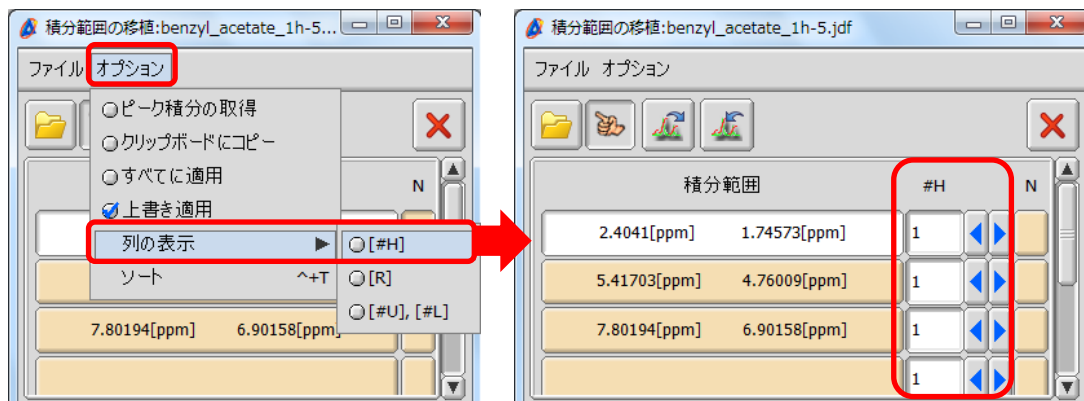 積分範囲の移植:benzyl_acetate_1h-5...
ファイル オプション
ピーク積分の取得
クリップボードにコピー
すべてに適用
上書き適用
列の表示 ▶
ソート ^+T
[#H]
[R]
[#U], [#L]
N
7.80194[ppm] 6.90158[ppm]
積分範囲の移植:benzyl_acetate_1h-5.jdf
ファイル オプション
積分範囲 #H N
2.4041[ppm] 1.74573[ppm] 1
5.41703[ppm] 4.76009[ppm] 1
7.80194[ppm] 6.90158[ppm] 1
1